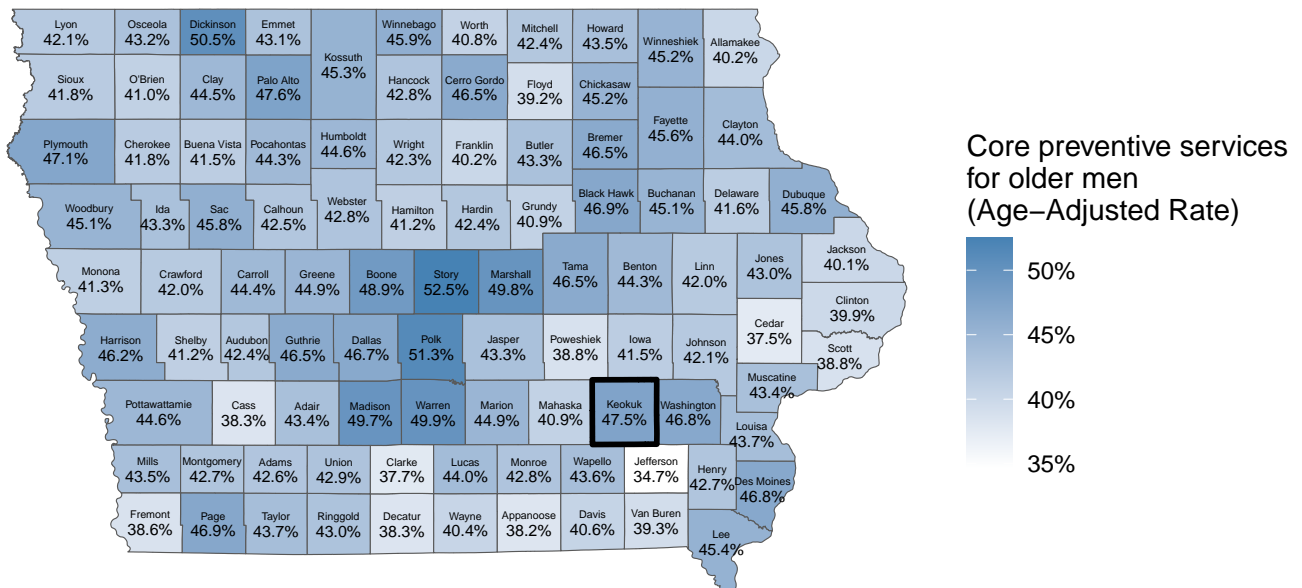 Lyon
42.1%
Osceola
43.2%
Dickinson
50.5%
Emmet
43.1%
Kossuth
45.3%
Winnebago
45.9%
Worth
40.8%
Mitchell
42.4%
Howard
43.5%
Winneshiek
45.2%
Allamakee
40.2%
Sioux
41.8%
O'Brien
41.0%
Clay
44.5%
Palo Alto
47.6%
Hancock
42.8%
Cerro Gordo
46.5%
Floyd
39.2%
Chickasaw
45.2%
Fayette
45.6%
Clayton
44.0%
Plymouth
47.1%
Cherokee
41.8%
Buena Vista
41.5%
Pocahontas
44.3%
Humboldt
44.6%
Wright
42.3%
Franklin
40.2%
Butler
43.3%
Bremer
46.5%
Woodbury
45.1%
Ida
43.3%
Sac
45.8%
Calhoun
42.5%
Webster
42.8%
Hamilton
41.2%
Hardin
42.4%
Grundy
40.9%
Black Hawk
46.9%
Buchanan
45.1%
Delaware
41.6%
Dubuque
45.8%
Monona
41.3%
Crawford
42.0%
Carroll
44.4%
Greene
44.9%
Boone
48.9%
Story
52.5%
Marshall
49.8%
Tama
46.5%
Benton
44.3%
Linn
42.0%
Jones
43.0%
Jackson
40.1%
Clinton
39.9%
Harrison
46.2%
Shelby
41.2%
Audubon
42.4%
Guthrie
46.5%
Dallas
46.7%
Polk
51.3%
Jasper
43.3%
Poweshiek
38.8%
Iowa
41.5%
Johnson
42.1%
Cedar
37.5%
Scott
38.8%
Muscatine
43.4%
Pottawattamie
44.6%
Cass
38.3%
Adair
43.4%
Madison
49.7%
Warren
49.9%
Marion
44.9%
Mahaska
40.9%
Keokuk
47.5%
Washington
46.8%
Louisa
43.7%
Mills
43.5%
Montgomery
42.7%
Adams
42.6%
Union
42.9%
Clarke
37.7%
Lucas
44.0%
Monroe
42.8%
Wapello
43.6%
Jefferson
34.7%
Henry
42.7%
Des Moines
46.8%
Fremont
38.6%
Page
46.9%
Taylor
43.7%
Ringgold
43.0%
Decatur
38.3%
Wayne
40.4%
Appanoose
38.2%
Davis
40.6%
Van Buren
39.3%
Lee
45.4%
Core preventive services
for older men
(Age−Adjusted Rate)
50%
45%
40%
35%